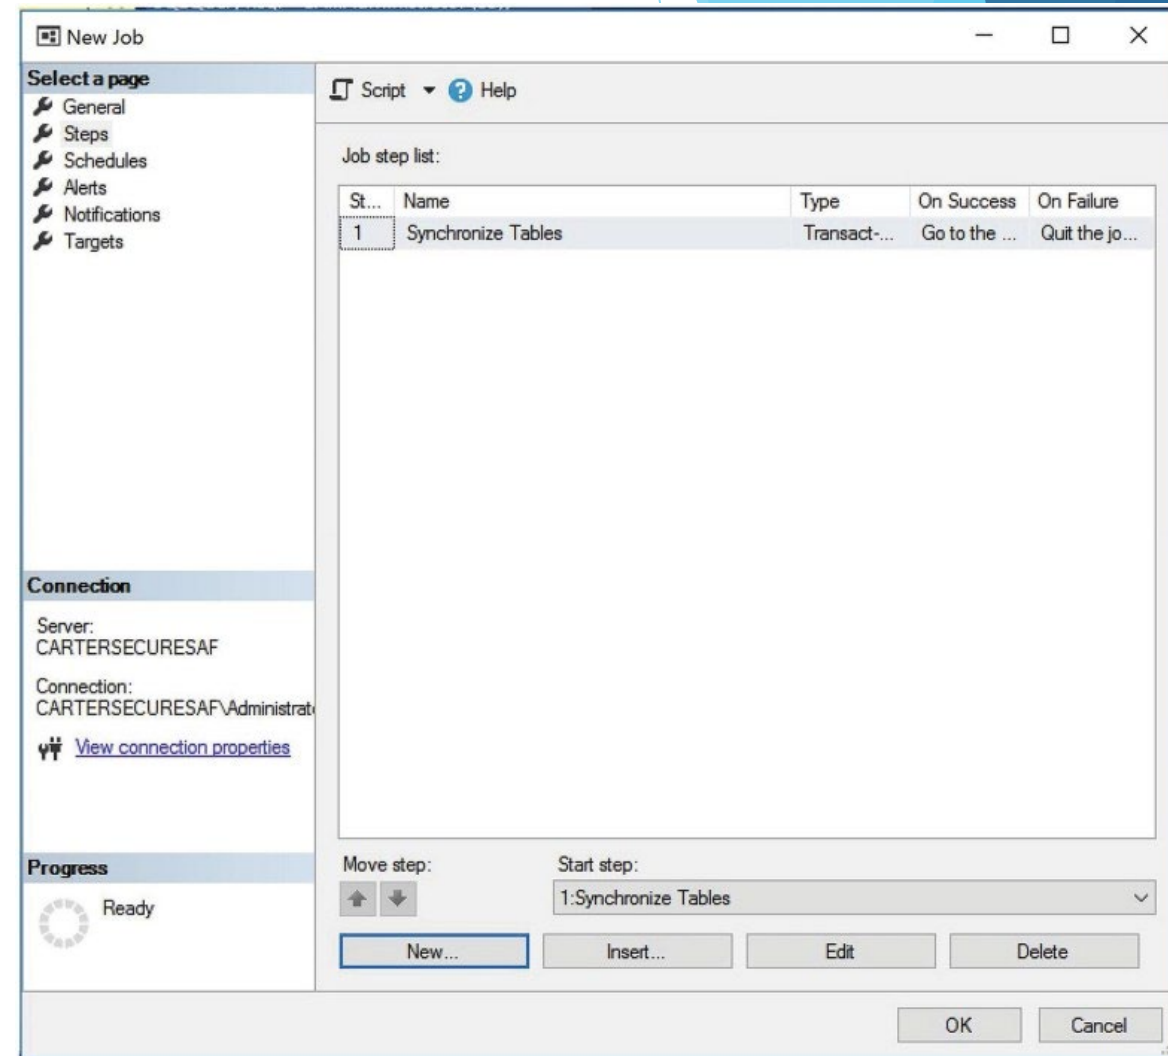 New Job
Select a page
General
Steps
Schedules
Alerts
Notifications
Targets
Script
Help
Job step list:
St... Name Type On Success On Failure
1 Synchronize Tables Transact-... Go to the ... Quit the jo...
Connection
Server:
CARTERSECURESAF
Connection:
CARTERSECURESAF\Administrat
View connection properties
Progress
Ready
Move step:
Start step:
1:Synchronize Tables
New... Insert... Edit Delete
OK Cancel